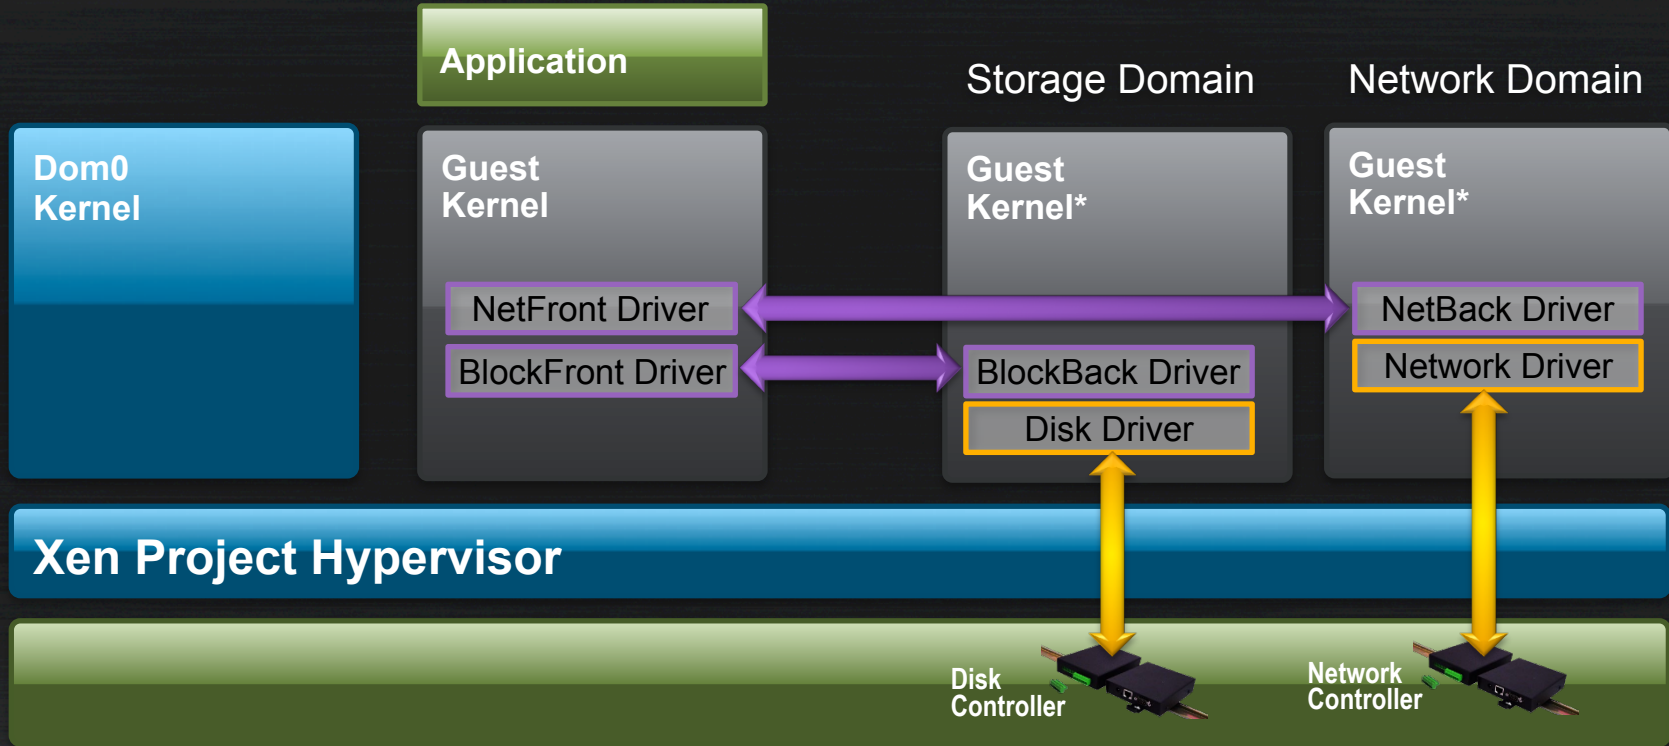 Application
Storage Domain
Network Domain
Dom0
Kernel
Guest
Kernel
Guest
Kernel*
Guest
Kernel*
NetFront Driver
NetBack Driver
BlockFront Driver
BlockBack Driver
Network Driver
Disk Driver
Xen Project Hypervisor
Disk
Controller
Network
Controller